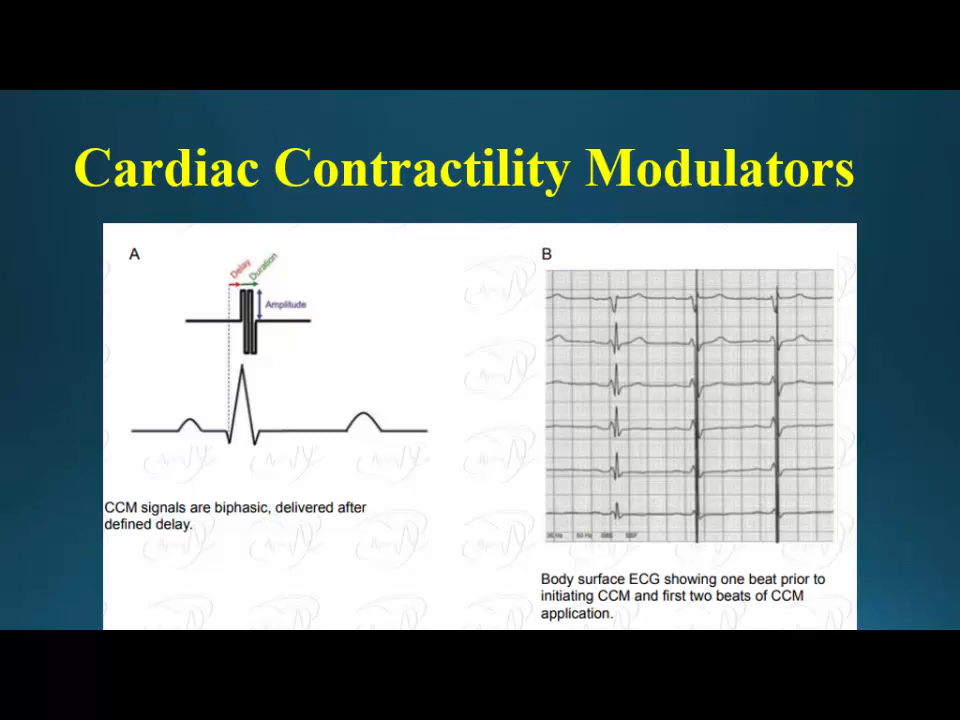 Cardiac Contractility Modulators
A
Delay
Duration
Amplitude
CCM signals are biphasic, delivered after
defined delay.
B
Body surface ECG showing one beat prior to
initiating CCM and first two beats of CCM
application.